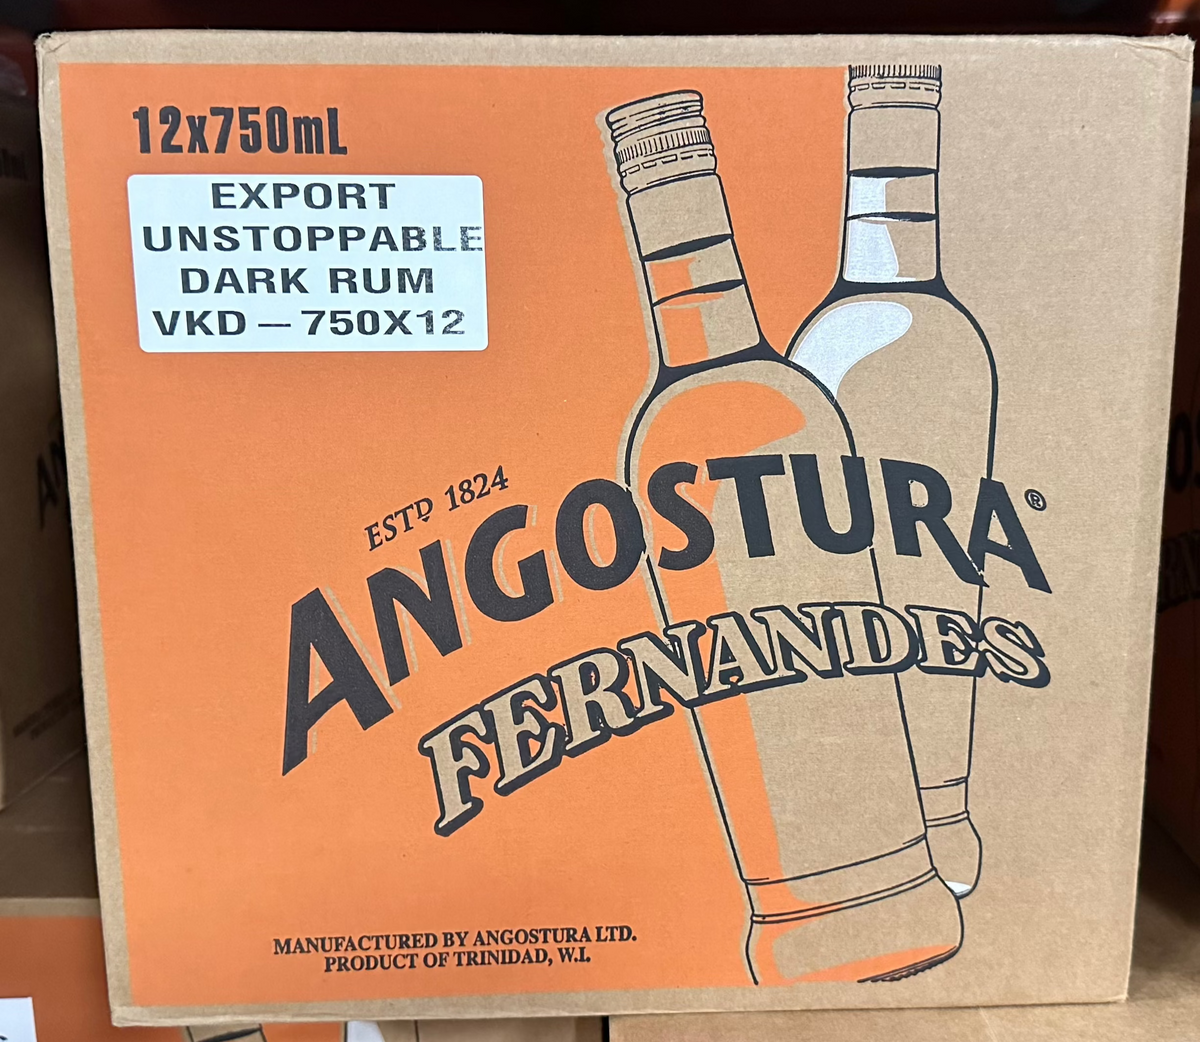 12x750mL
EXPORT
UNSTOPPABLE
DARK RUM
VKD — 750X12
ESTD 1824
ANGOSTURA®
FERNANDES
MANUFACTURED BY ANGOSTURA LTD.
PRODUCT OF TRINIDAD, W.I.